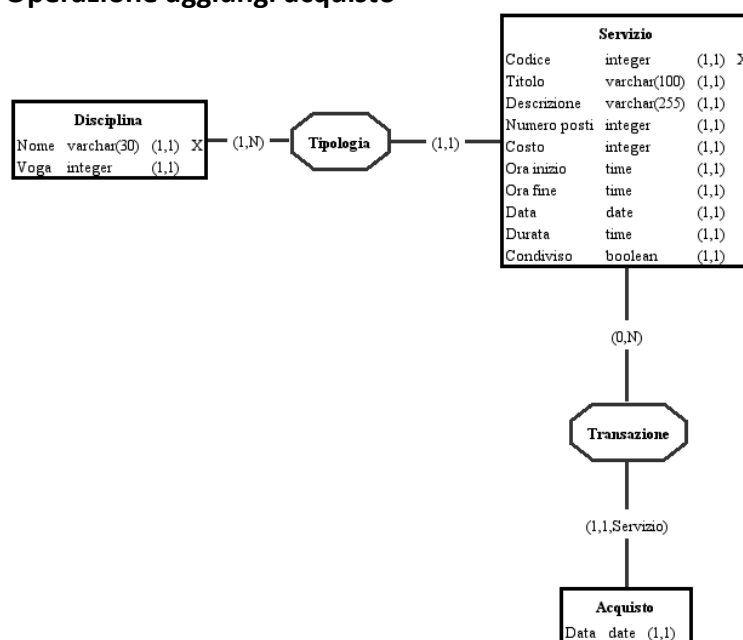 Operazione aggiungi acquisto
Servizio
Codice integer (1,1) X
Titolo varchar(100) (1,1)
Descrizione varchar(255) (1,1)
Numero posti integer (1,1)
Costo integer (1,1)
Ora inizio time (1,1)
Ora fine time (1,1)
Data date (1,1)
Durata time (1,1)
Condiviso boolean (1,1)
Disciplina
Nome varchar(30) (1,1) X
Voga integer (1,1)
(1,N)
Tipologia
(1,1)
(0,N)
Transazione
(1,1,Servizio)
Acquisto
Data date (1,1)